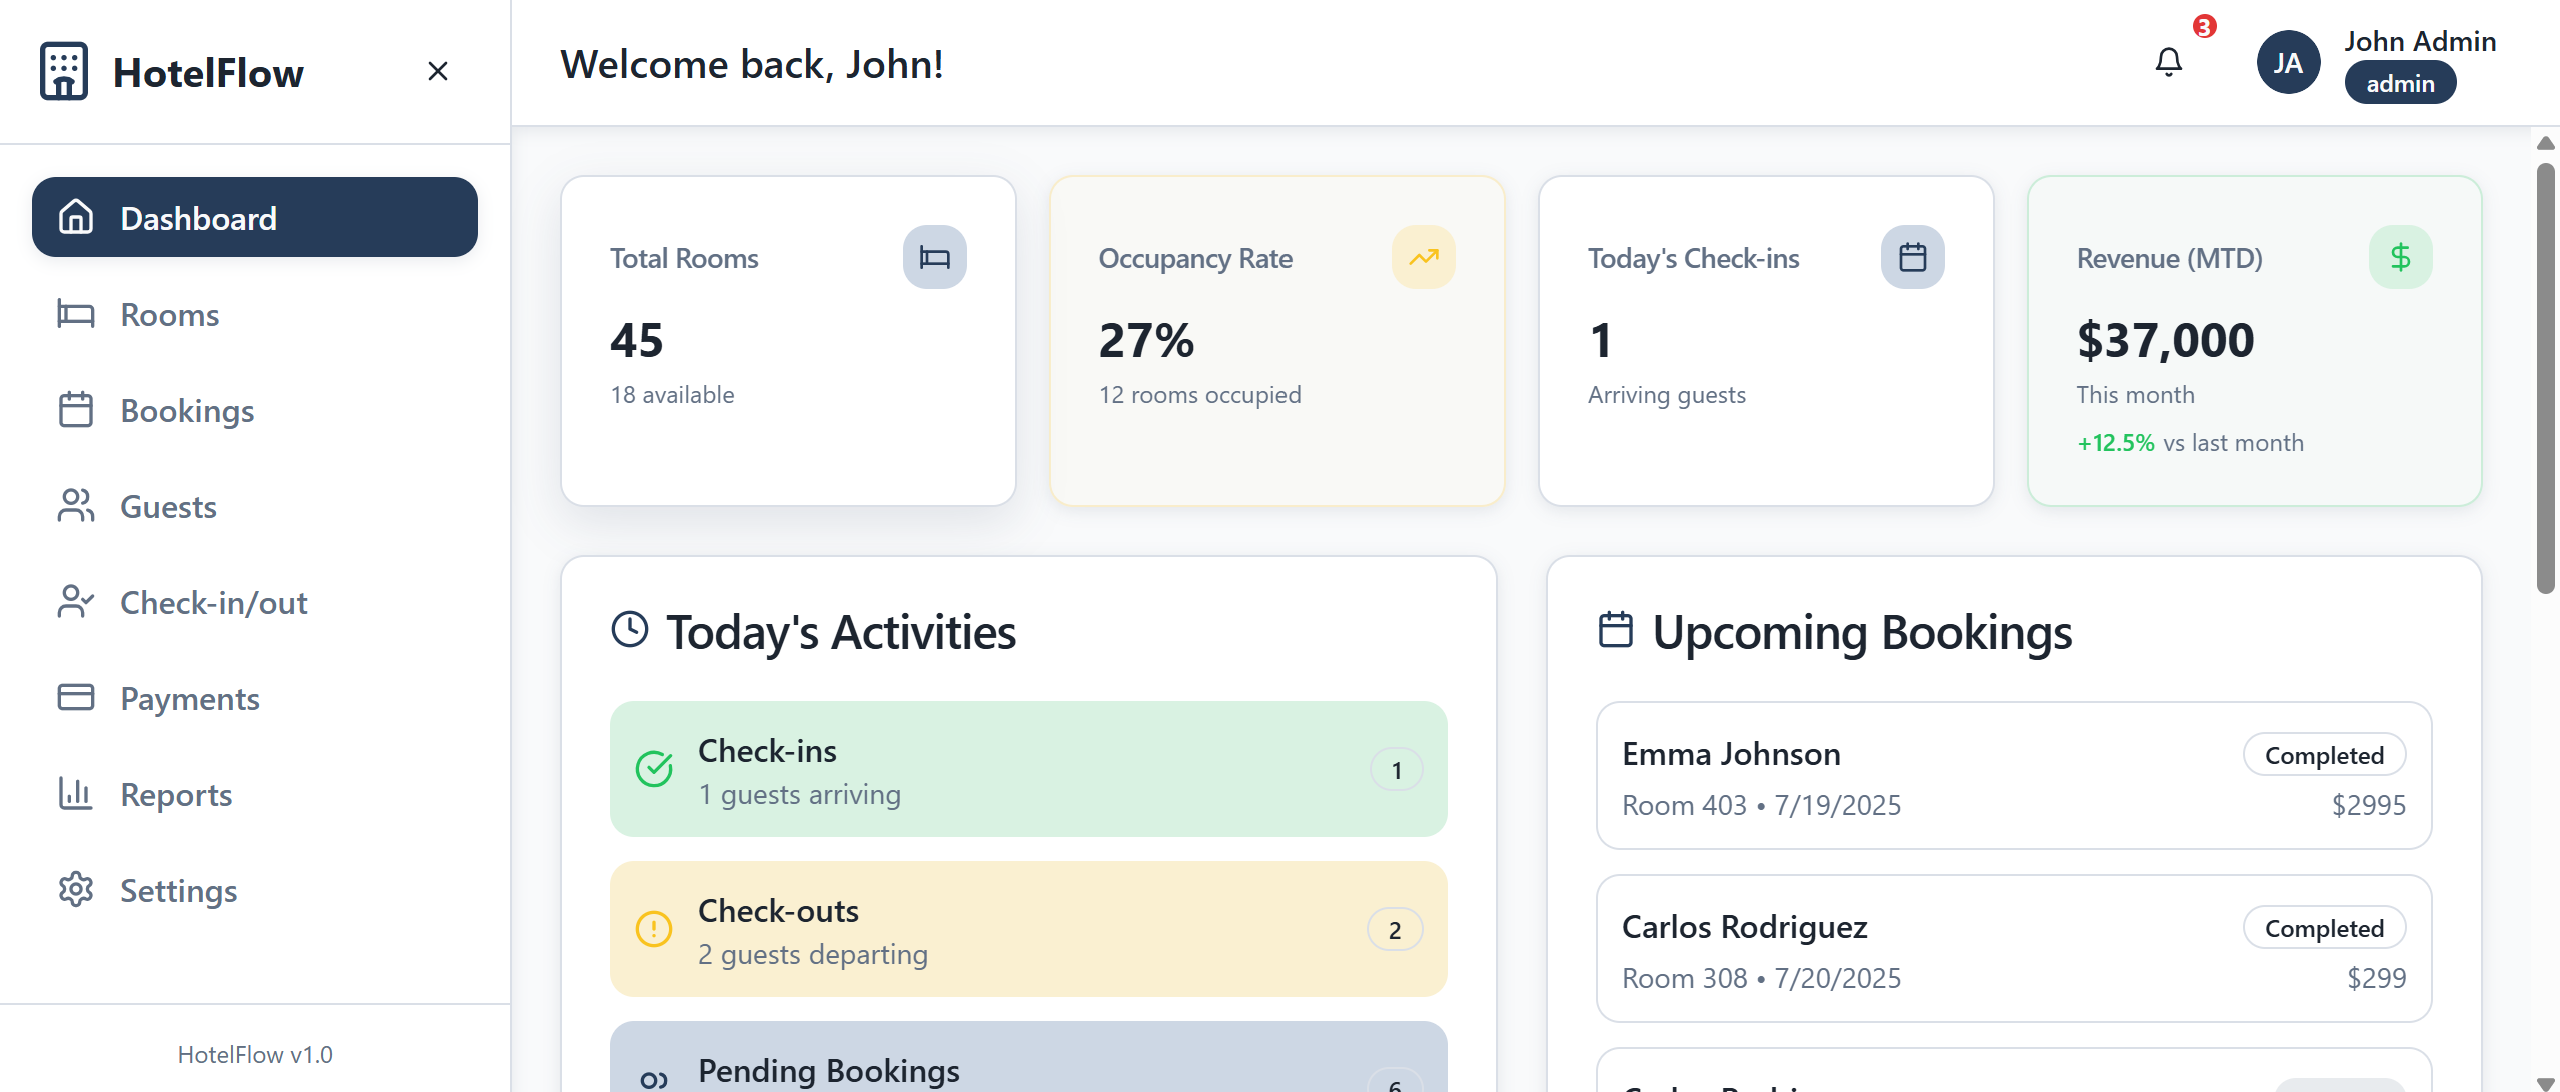 HotelFlow
Dashboard
Rooms
Bookings
Guests
Check-in/out
Payments
Reports
Settings
HotelFlow v1.0
Welcome back, John!
3
JA
John Admin
admin
Total Rooms
45
18 available
Occupancy Rate
27%
12 rooms occupied
Today's Check-ins
1
Arriving guests
Revenue (MTD)
$37,000
This month
+12.5% vs last month
Today's Activities
Check-ins
1 guests arriving
1
Check-outs
2 guests departing
2
Pending Bookings
6
Upcoming Bookings
Emma Johnson
Completed
Room 403 • 7/19/2025
$2995
Carlos Rodriguez
Completed
Room 308 • 7/20/2025
$299